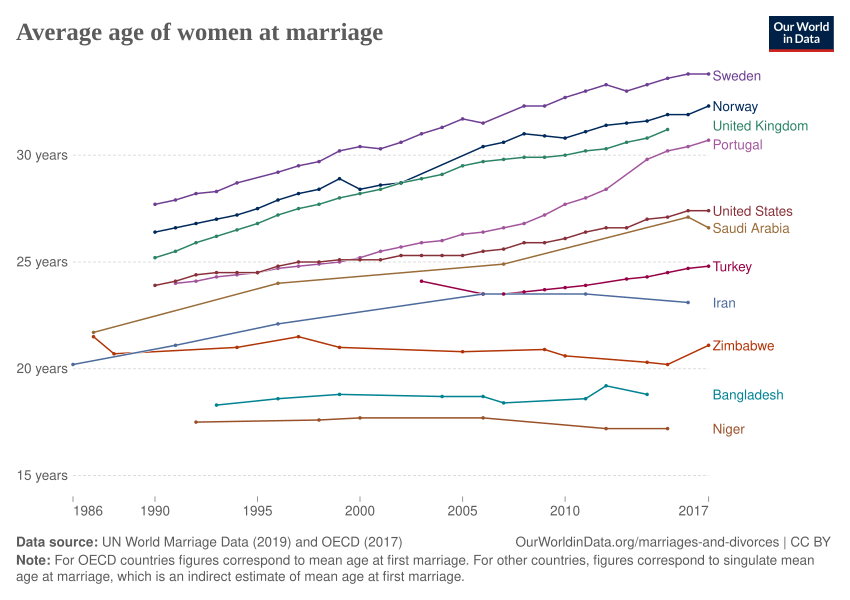 Average age of women at marriage
Our World
in Data
Sweden
Norway
United Kingdom
30 years
Portugal
United States
Saudi Arabia
25 years
Turkey
Iran
Zimbabwe
20 years
Bangladesh
Niger
15 years
1986 1990 1995 2000 2005 2010 2017
Data source: UN World Marriage Data (2019) and OECD (2017) OurWorldinData.org/marriages-and-divorces | CC BY
Note: For OECD countries figures correspond to mean age at first marriage. For other countries, figures correspond to singulate mean
age at marriage, which is an indirect estimate of mean age at first marriage.